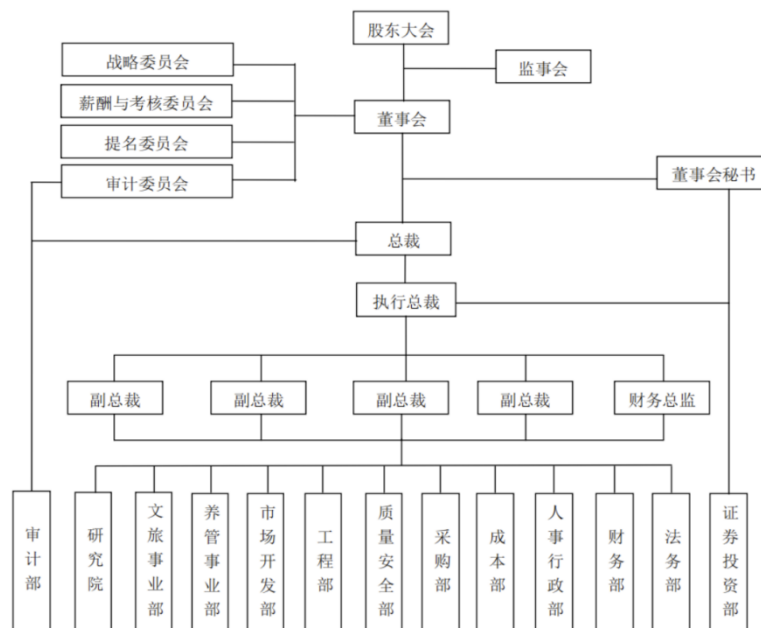 股东大会
战略委员会
监事会
薪酬与考核委员会
董事会
提名委员会
审计委员会
董事会秘书
总裁
执行总裁
副总裁
副总裁
副总裁
副总裁
财务总监
审计部
研究院
文旅事业部
养管事业部
市场开发部
工程部
质量安全部
采购部
成本部
人事行政部
财务部
法务部
证券投资部